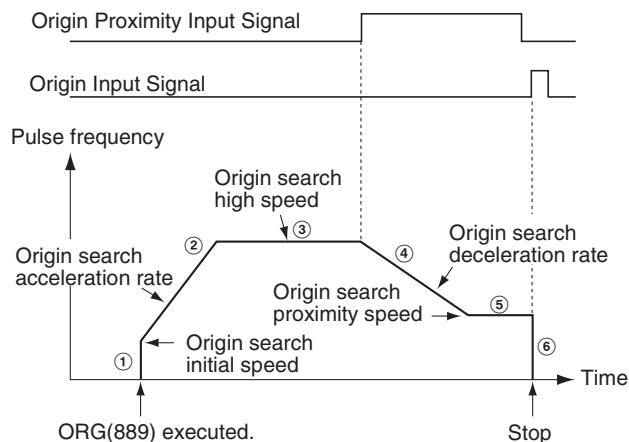 Origin Proximity Input Signal
Origin Input Signal
Pulse frequency
Origin search
high speed
② ③
Origin search
acceleration rate
④
Origin search
deceleration rate
Origin search
proximity speed
⑤
①
Origin search
initial speed
⑥
Time
ORG(889) executed.
Stop